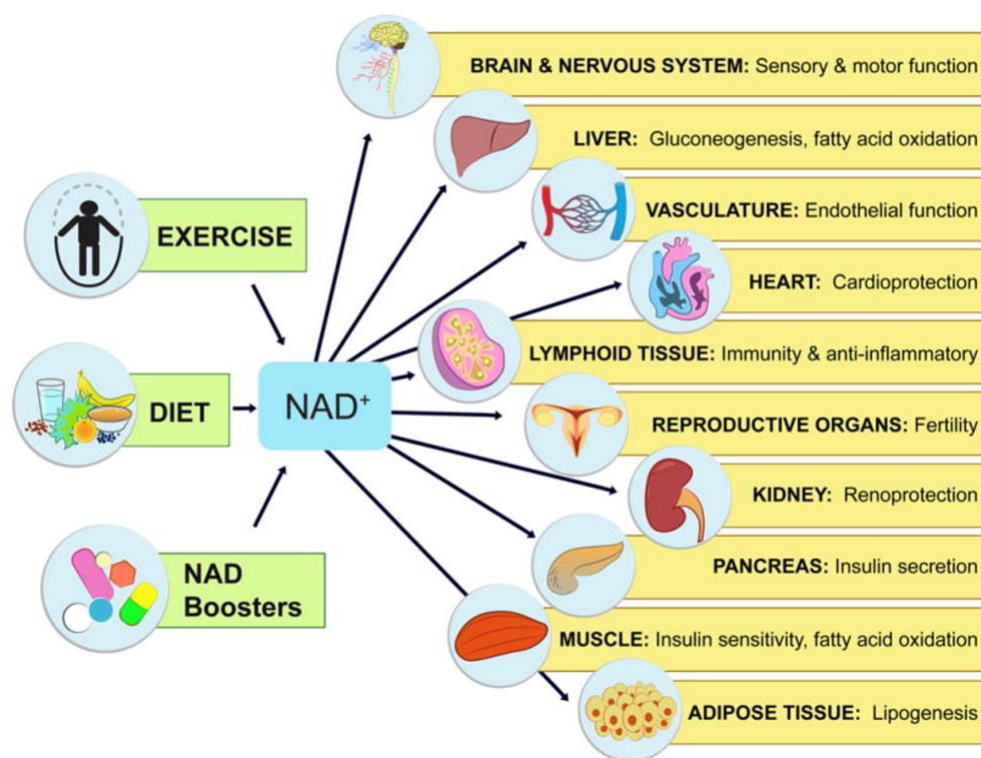 BRAIN & NERVOUS SYSTEM: Sensory & motor function
LIVER: Gluconeogenesis, fatty acid oxidation
VASCULATURE: Endothelial function
HEART: Cardioprotection
LYMPHOID TISSUE: Immunity & anti-inflammatory
REPRODUCTIVE ORGANS: Fertility
KIDNEY: Renoprotection
PANCREAS: Insulin secretion
MUSCLE: Insulin sensitivity, fatty acid oxidation
ADIPOSE TISSUE: Lipogenesis
EXERCISE
DIET
NAD
Boosters
NAD⁺